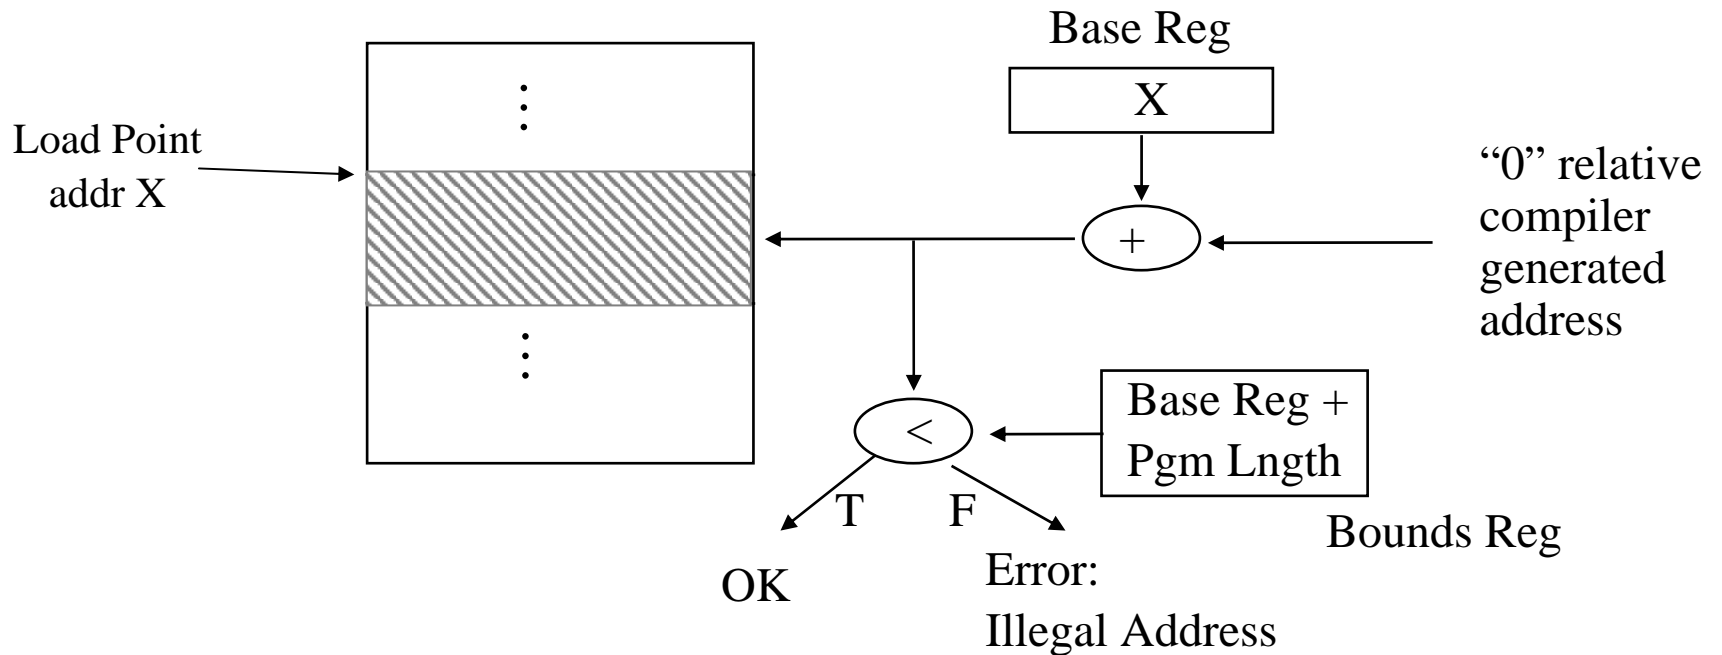 Base Reg
X
Load Point
addr X
⋮
+
“0” relative
compiler
generated
address
⋮
<
Base Reg +
Pgm Lngth
Bounds Reg
T
F
OK
Error:
Illegal Address